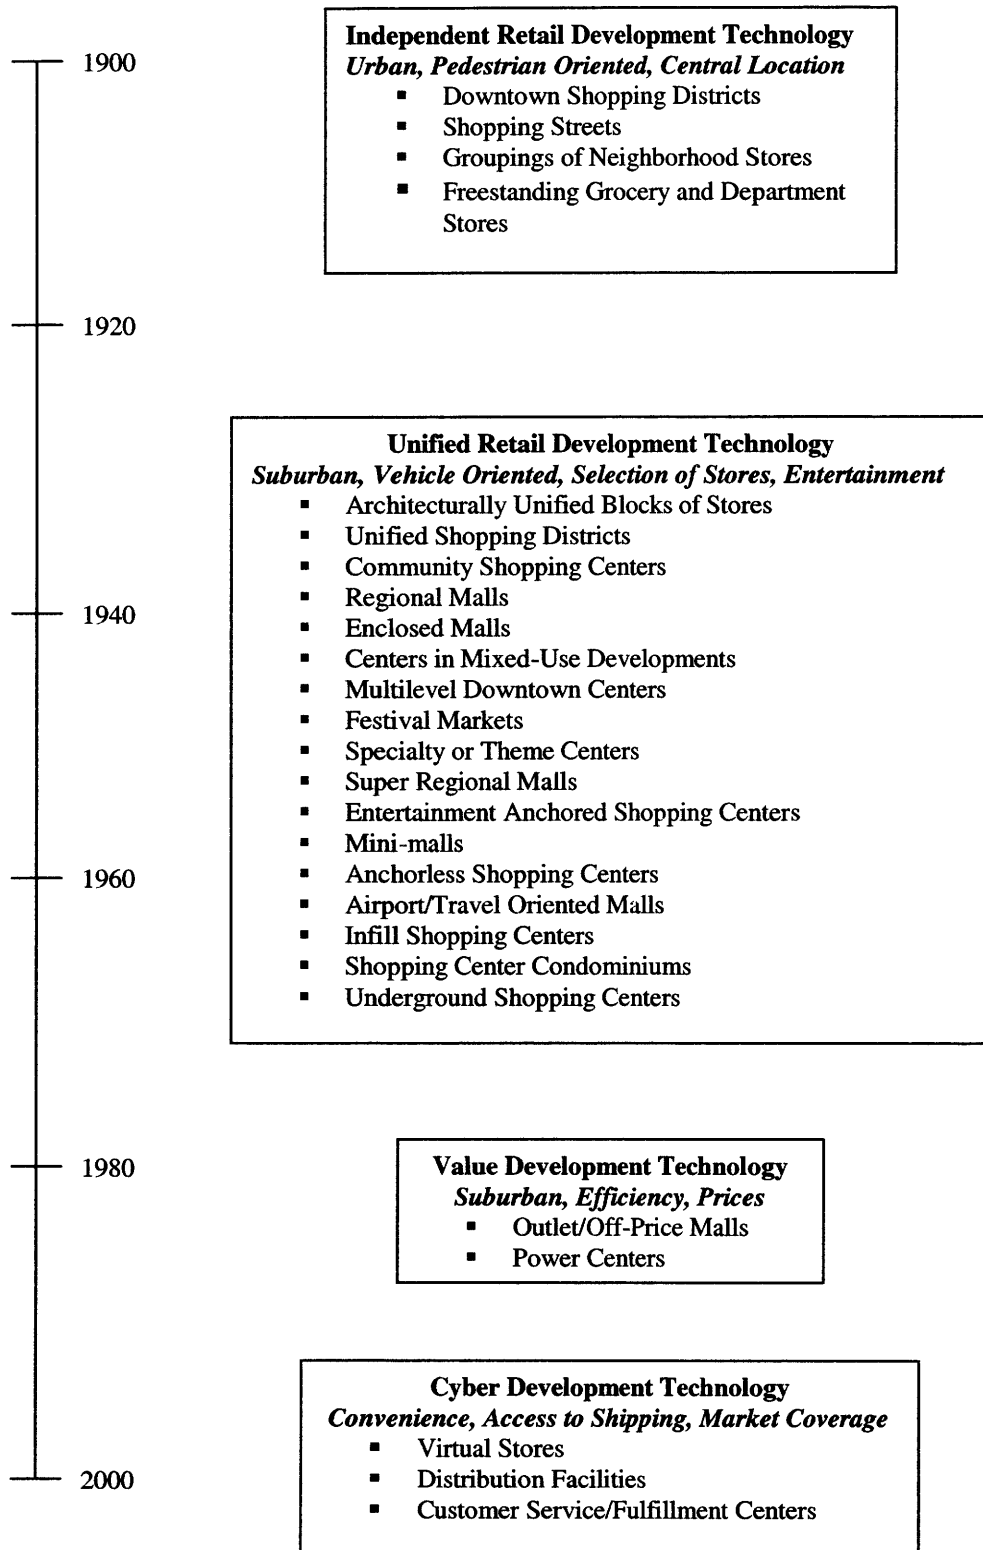 1900
Independent Retail Development Technology
Urban, Pedestrian Oriented, Central Location
▪ Downtown Shopping Districts
▪ Shopping Streets
▪ Groupings of Neighborhood Stores
▪ Freestanding Grocery and Department
Stores
1920
Unified Retail Development Technology
Suburban, Vehicle Oriented, Selection of Stores, Entertainment
▪ Architecturally Unified Blocks of Stores
▪ Unified Shopping Districts
▪ Community Shopping Centers
▪ Regional Malls
1940
▪ Enclosed Malls
▪ Centers in Mixed-Use Developments
▪ Multilevel Downtown Centers
▪ Festival Markets
▪ Specialty or Theme Centers
▪ Super Regional Malls
▪ Entertainment Anchored Shopping Centers
▪ Mini-malls
1960
▪ Anchorless Shopping Centers
▪ Airport/Travel Oriented Malls
▪ Infill Shopping Centers
▪ Shopping Center Condominiums
▪ Underground Shopping Centers
1980
Value Development Technology
Suburban, Efficiency, Prices
▪ Outlet/Off-Price Malls
▪ Power Centers
Cyber Development Technology
Convenience, Access to Shipping, Market Coverage
▪ Virtual Stores
2000
▪ Distribution Facilities
▪ Customer Service/Fulfillment Centers